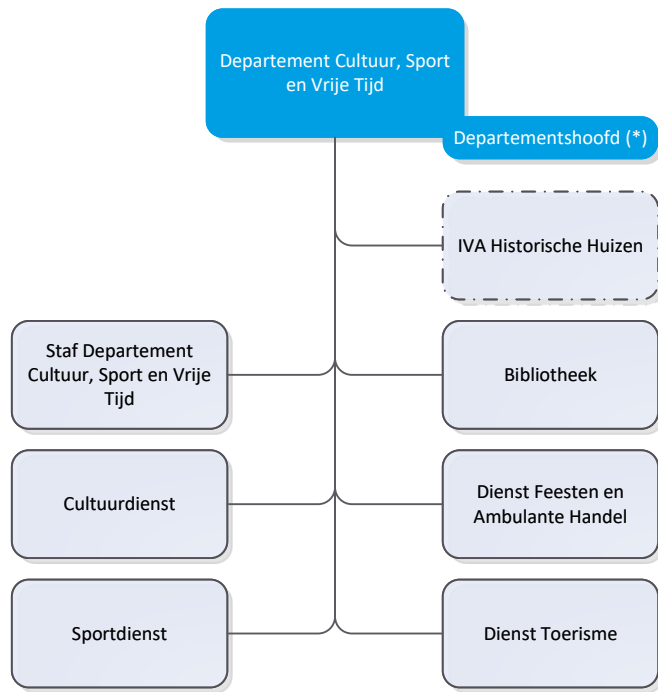 Departement Cultuur, Sport
en Vrije Tijd
Departementshoofd (*)
IVA Historische Huizen
Staf Departement
Cultuur, Sport en Vrije
Tijd
Bibliotheek
Cultuurdienst
Dienst Feesten en
Ambulante Handel
Sportdienst
Dienst Toerisme